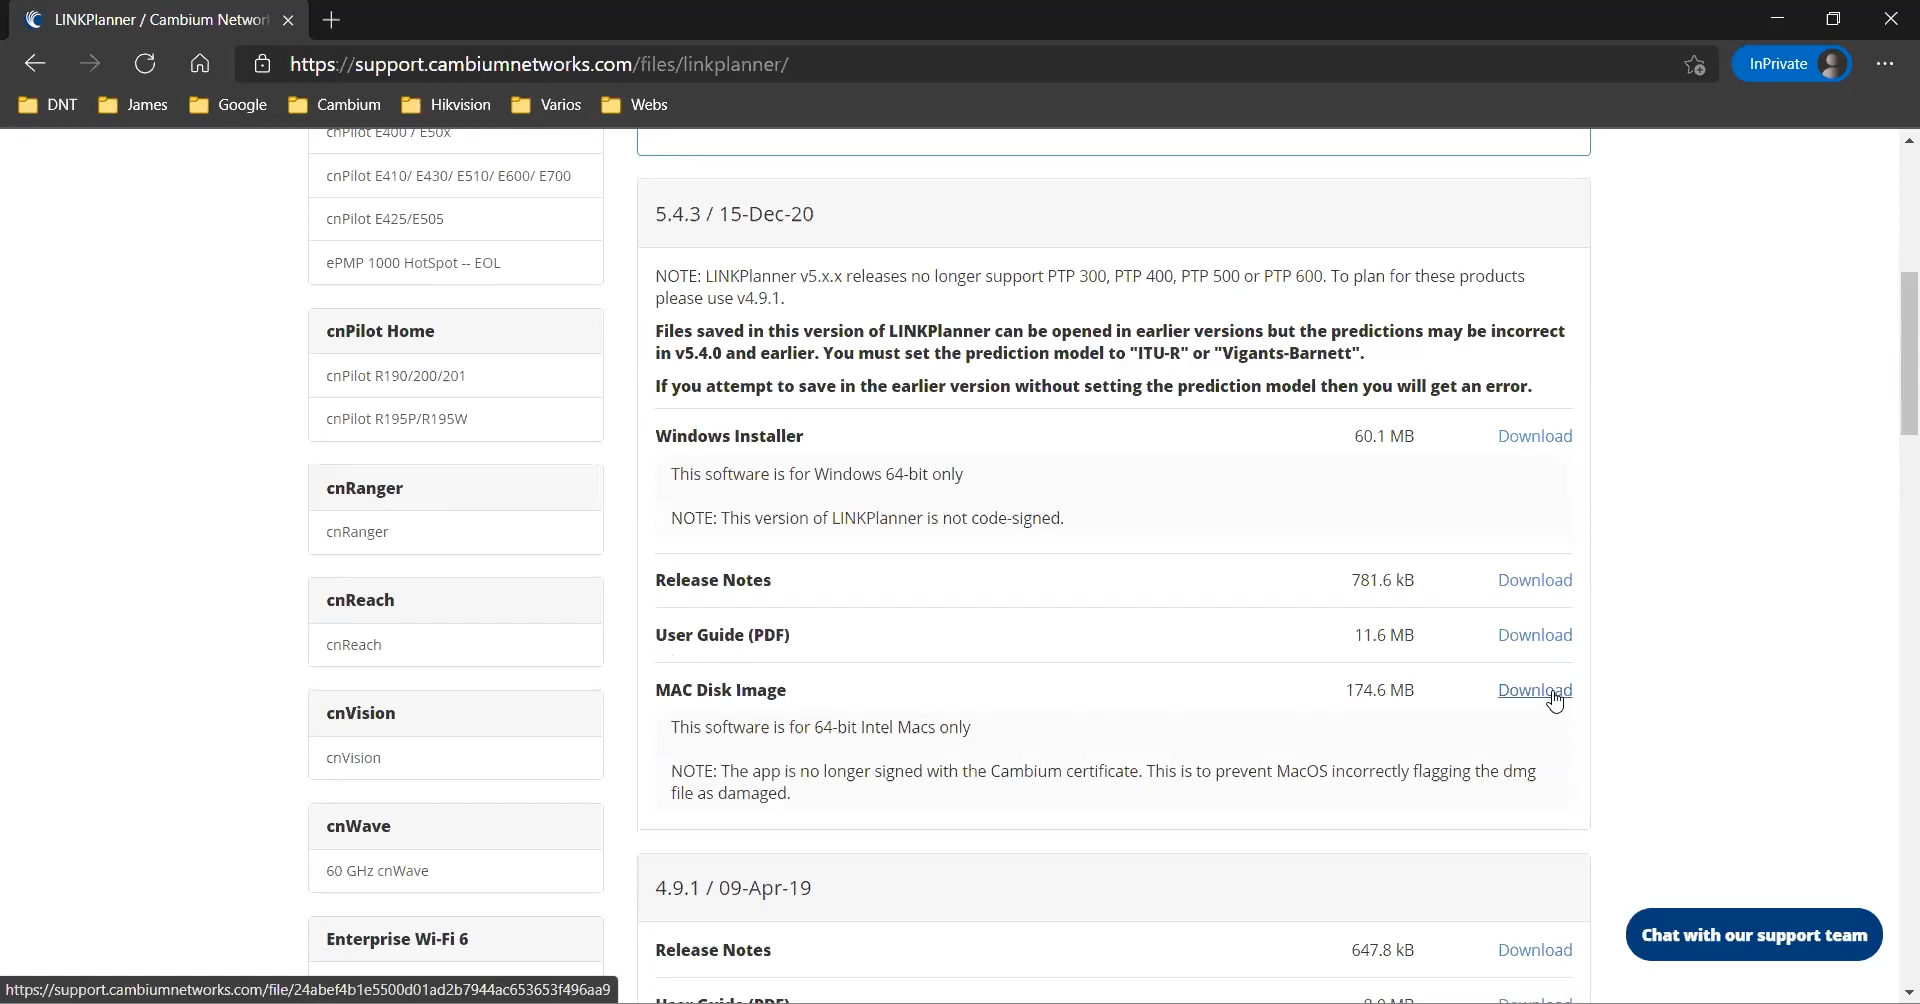 LINKPlanner / Cambium Networ
https://support.cambiumnetworks.com/files/linkplanner/
InPrivate
DNT
James
Google
Cambium
Hikvision
Varios
Webs
cnPilot E400 / E50x
cnPilot E410/ E430/ E510/ E600/ E700
cnPilot E425/E505
ePMP 1000 HotSpot -- EOL
cnPilot Home
cnPilot R190/200/201
cnPilot R195P/R195W
cnRanger
cnRanger
cnReach
cnReach
cnVision
cnVision
cnWave
60 GHz cnWave
Enterprise Wi-Fi 6
5.4.3 / 15-Dec-20
NOTE: LINKPlanner v5.x.x releases no longer support PTP 300, PTP 400, PTP 500 or PTP 600. To plan for these products
please use v4.9.1.
Files saved in this version of LINKPlanner can be opened in earlier versions but the predictions may be incorrect
in v5.4.0 and earlier. You must set the prediction model to "ITU-R" or "Vigants-Barnett".
If you attempt to save in the earlier version without setting the prediction model then you will get an error.
Windows Installer 60.1 MB Download
This software is for Windows 64-bit only
NOTE: This version of LINKPlanner is not code-signed.
Release Notes 781.6 kB Download
User Guide (PDF) 11.6 MB Download
MAC Disk Image 174.6 MB Download
This software is for 64-bit Intel Macs only
NOTE: The app is no longer signed with the Cambium certificate. This is to prevent MacOS incorrectly flagging the dmg
file as damaged.
4.9.1 / 09-Apr-19
Release Notes 647.8 kB Download
User Guide (PDF) 8.0 MB Download
Chat with our support team
https://support.cambiumnetworks.com/file/24abef4b1e5500d01ad2b7944ac653653f496aa9